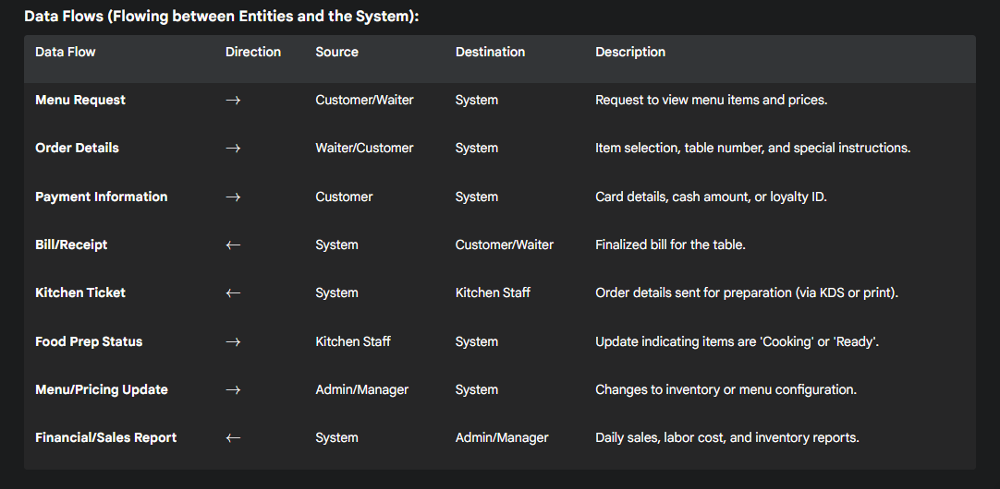 Data Flows (Flowing between Entities and the System):
Data Flow Direction Source Destination Description
Menu Request → Customer/Waiter System Request to view menu items and prices.
Order Details → Waiter/Customer System Item selection, table number, and special instructions.
Payment Information → Customer System Card details, cash amount, or loyalty ID.
Bill/Receipt ← System Customer/Waiter Finalized bill for the table.
Kitchen Ticket ← System Kitchen Staff Order details sent for preparation (via KDS or print).
Food Prep Status → Kitchen Staff System Update indicating items are 'Cooking' or 'Ready'.
Menu/Pricing Update → Admin/Manager System Changes to inventory or menu configuration.
Financial/Sales Report ← System Admin/Manager Daily sales, labor cost, and inventory reports.